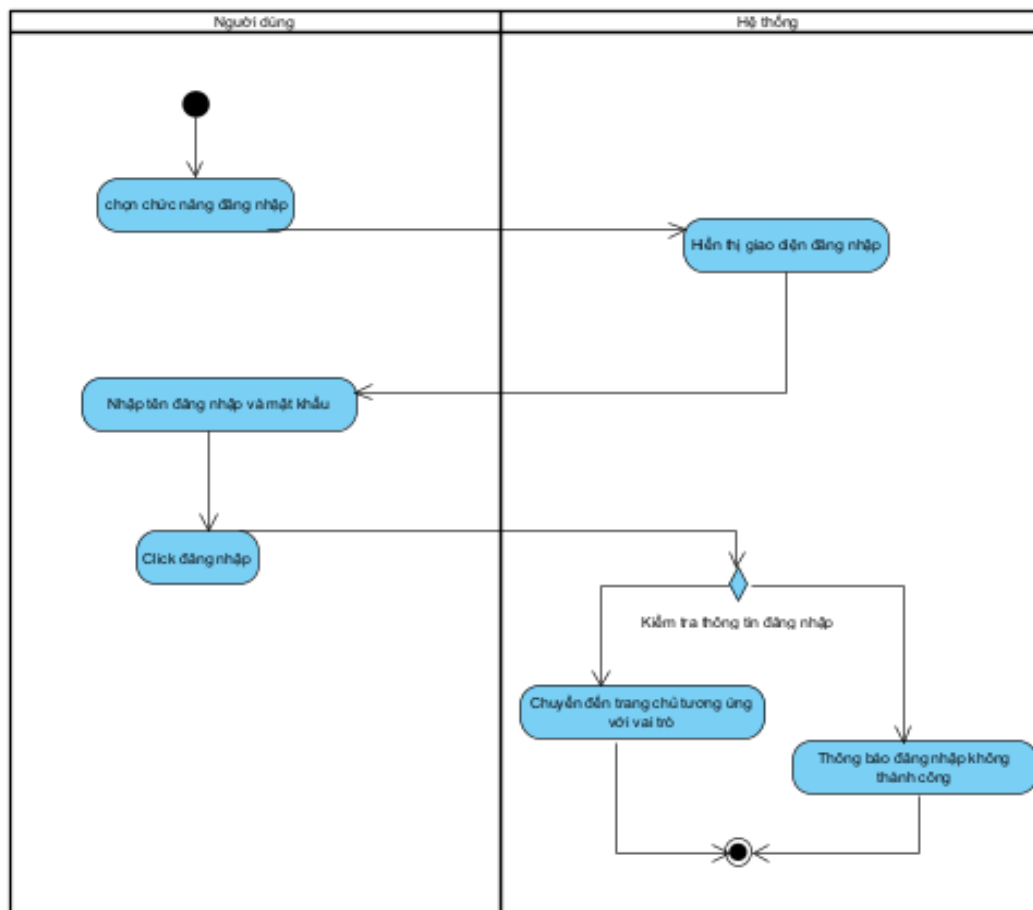 Người dùng
Hệ thống
chọn chức năng đăng nhập
Hển thị giao diện đăng nhập
Nhập tên đăng nhập và mật khẩu
Click đăng nhập
Kiểm tra thông tin đăng nhập
Chuyển đến trang chủ tương ứng
với vai trò
Thông báo đăng nhập không
thành công